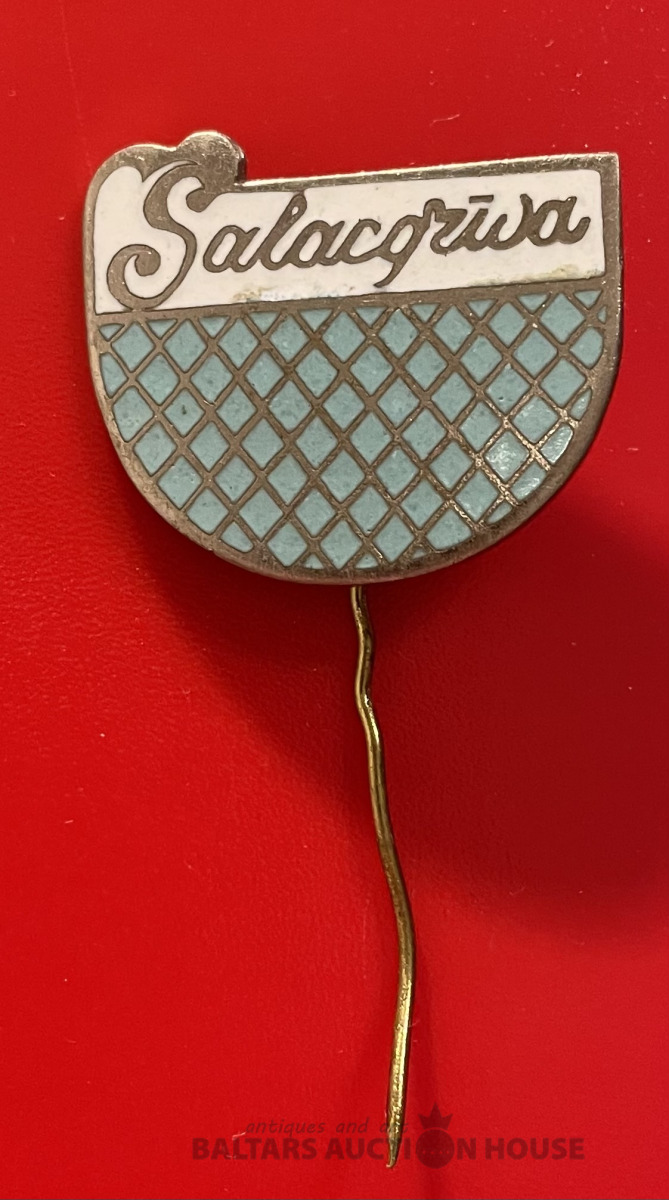 Salacgrīva
antiques and art
BALTARS AUCTION HOUSE